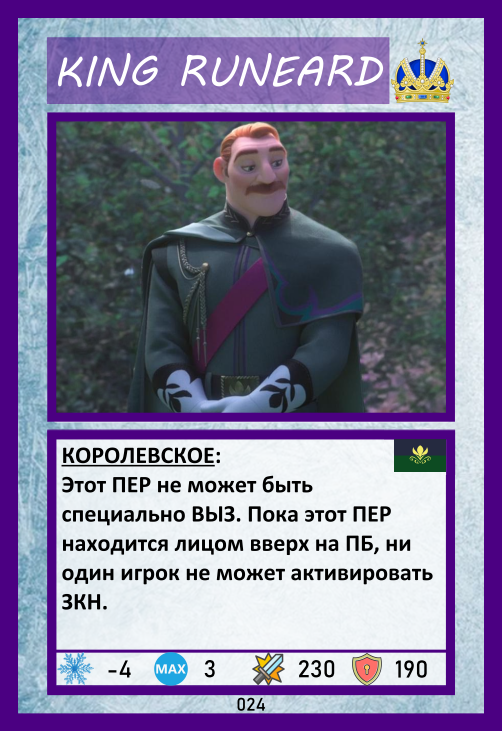 KING RUNEARD
КОРОЛЕВСКОЕ:
Этот ПЕР не может быть
специально ВЫЗ. Пока этот ПЕР
находится лицом вверх на ПБ, ни
один игрок не может активировать
ЗКН.
-4 MAX 3 230 190
024